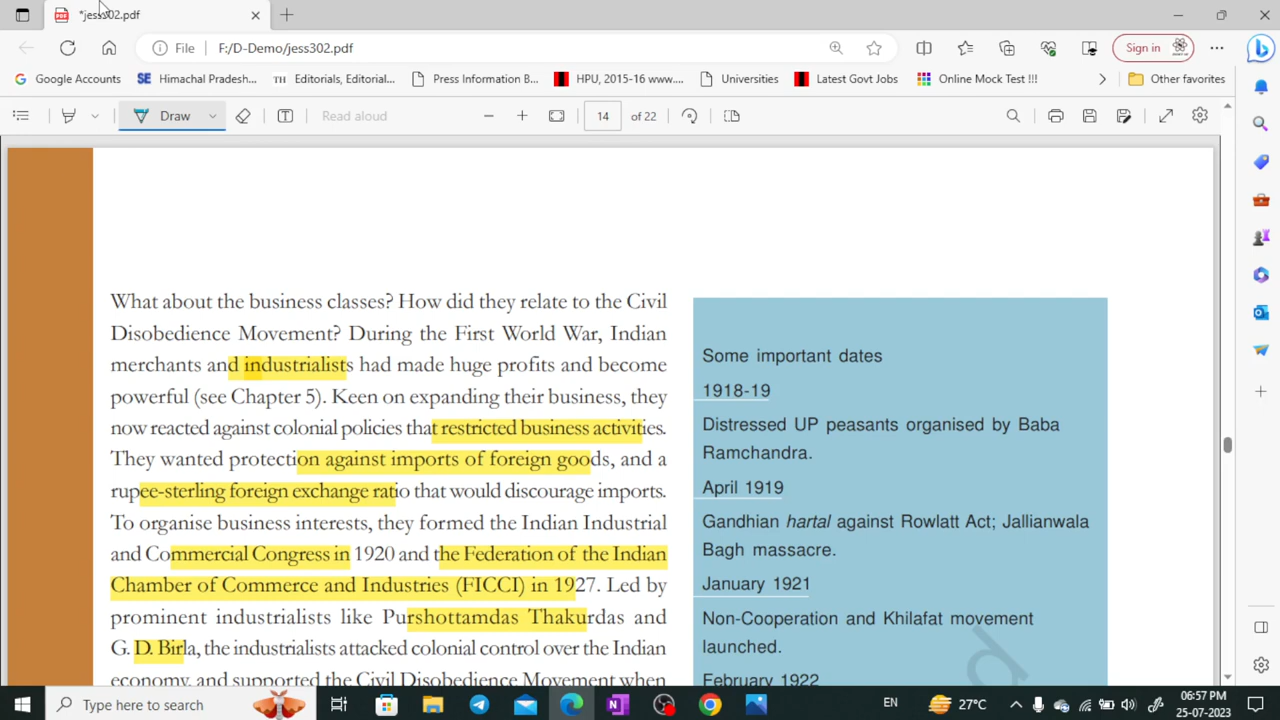 *jess302.pdf
File F:/D-Demo/jess302.pdf Sign in
Google Accounts SE Himachal Pradesh... TH Editorials, Editorial... Press Information B... HPU, 2015-16 www.... Universities Latest Govt Jobs Online Mock Test !!! Other favorites
Draw Read aloud 14 of 22
What about the business classes? How did they relate to the Civil
Disobedience Movement? During the First World War, Indian
merchants and industrialists had made huge profits and become
powerful (see Chapter 5). Keen on expanding their business, they
now reacted against colonial policies that restricted business activities.
They wanted protection against imports of foreign goods, and a
rupee-sterling foreign exchange ratio that would discourage imports.
To organise business interests, they formed the Indian Industrial
and Commercial Congress in 1920 and the Federation of the Indian
Chamber of Commerce and Industries (FICCI) in 1927. Led by
prominent industrialists like Purshottamdas Thakurdas and
G. D. Birla, the industrialists attacked colonial control over the Indian
economy, and supported the Civil Disobedience Movement when
Some important dates
1918-19
Distressed UP peasants organised by Baba
Ramchandra.
April 1919
Gandhian hartal against Rowlatt Act; Jallianwala
Bagh massacre.
January 1921
Non-Cooperation and Khilafat movement
launched.
February 1922
d
Type here to search
EN 27°C 06:57 PM
25-07-2023